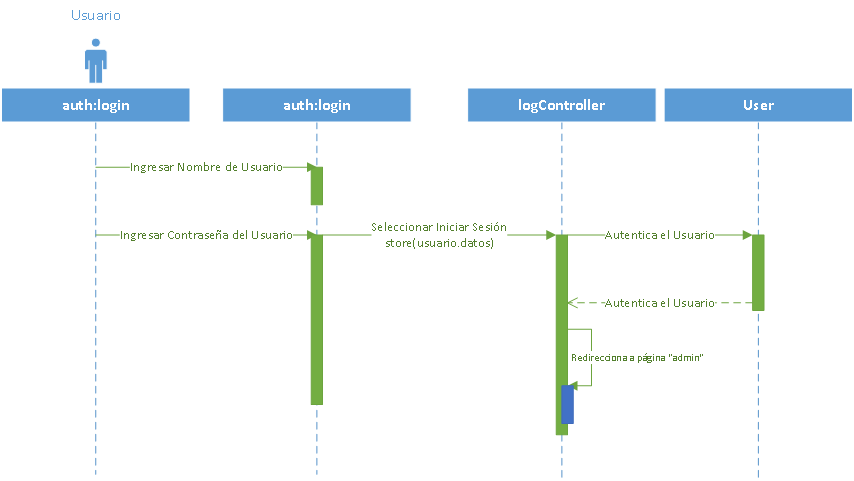 Usuario
auth:login
auth:login
logController
User
Ingresar Nombre de Usuario
Ingresar Contraseña del Usuario
Seleccionar Iniciar Sesión
store(usuario.datos)
Autentica el Usuario
Autentica el Usuario
Redirecciona a página "admin"